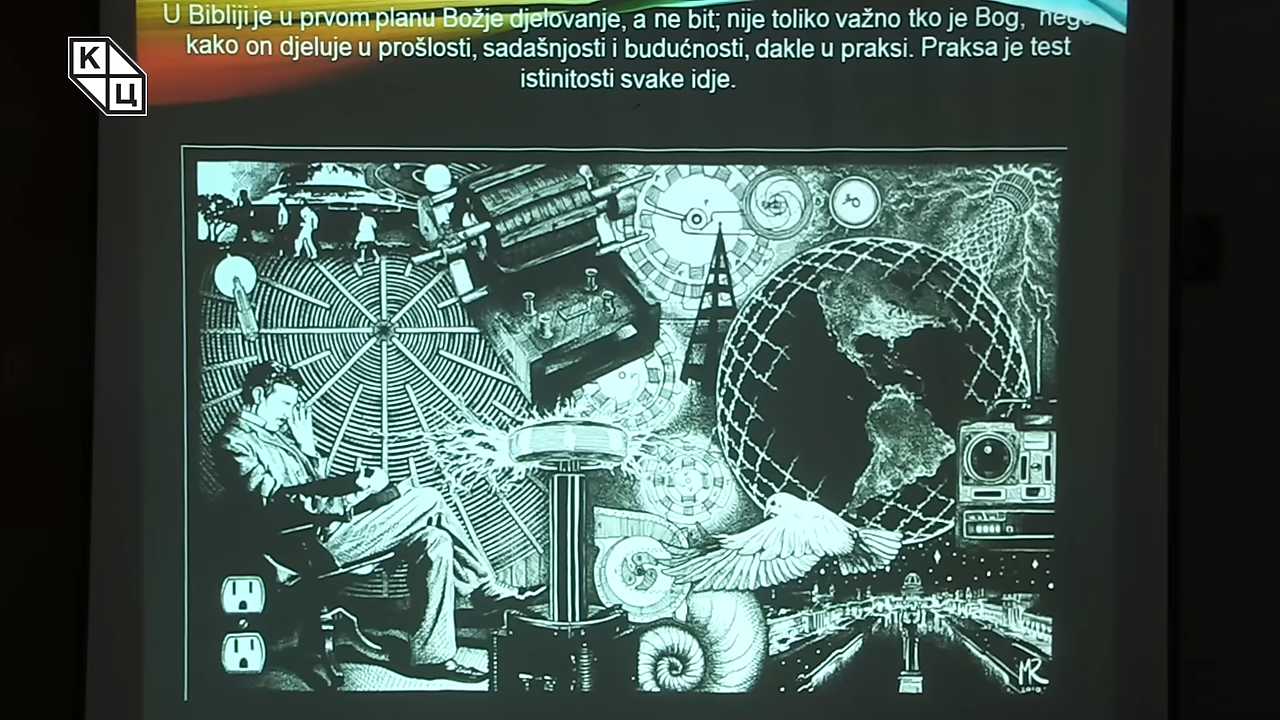 U Bibliji je u prvom planu Božje djelovanje, a ne bit; nije toliko važno tko je Bog, nego
kako on djeluje u prošlosti, sadašnjosti i budućnosti, dakle u praksi. Praksa je test
istinitosti svake idje.
К
Ц
MR